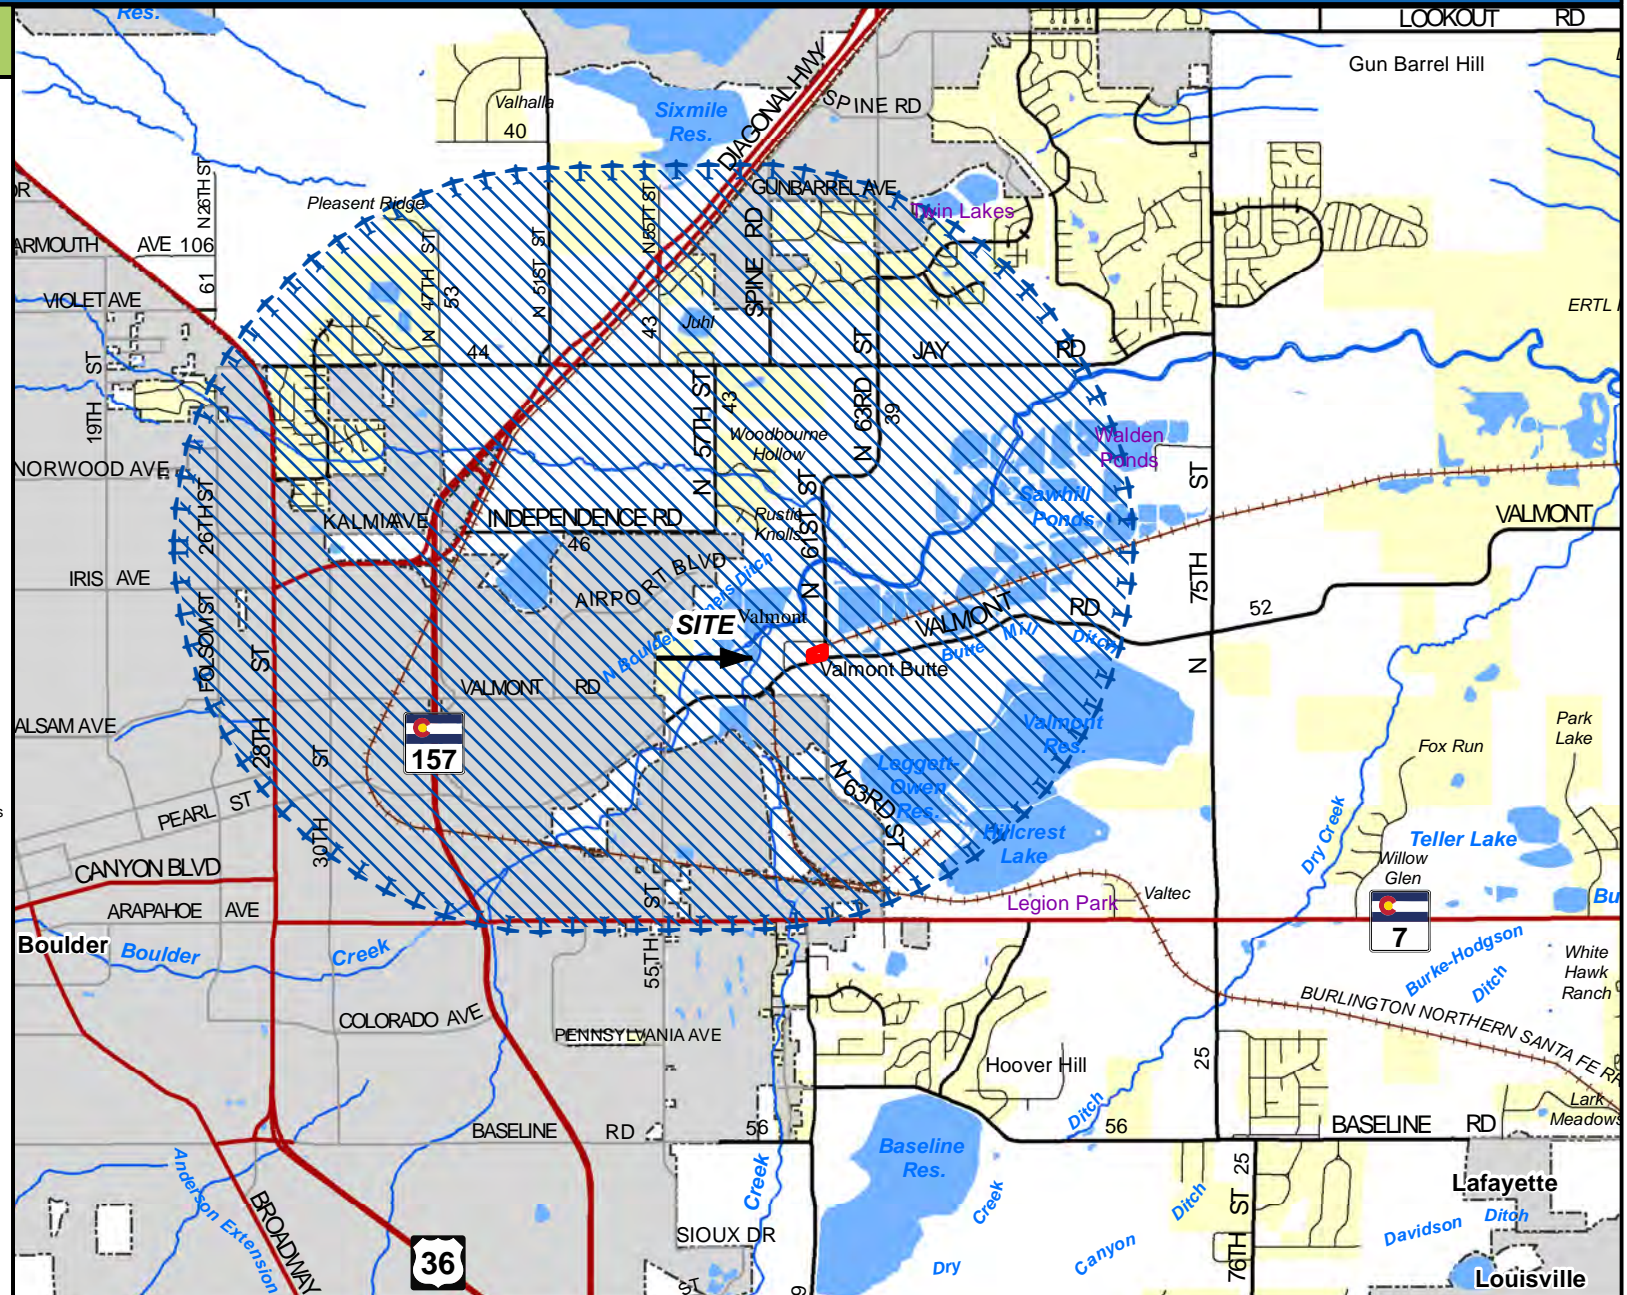 Res.
LOOKOUT RD
Gun Barrel Hill
Valhalla
40
Sixmile
Res.
DIAGONAL HWY
SPINE RD
N 26TH ST
Pleasent Ridge
GUNBARREL AVE
Twin Lakes
N 55TH ST
SPINE RD
AVE 106
61
VIOLET AVE
N 47TH ST
53
N 51ST ST
43
Juhl
ERTL
19TH ST
44
JAY RD
N 57TH ST
43
N 63RD ST
39
Woodbourne
Hollow
Walden
Ponds
NORWOOD AVE
26TH ST
KALMIA AVE
INDEPENDENCE RD
46
Rustic
Knolls
N 61ST ST
Sawhill
Ponds
75TH ST
VALMONT
IRIS AVE
AIRPORT BLVD
FOLSOM ST
SITE
Valmont
VALMONT RD
52
N Boulder
Butte Mill Ditch
Valmont Butte
N
VALMONT RD
ALSAM AVE
28TH ST
157
Valmont
Res.
Park
Lake
Fox Run
Leggett-
Owen
Res.
N 63RD ST
PEARL ST
30TH ST
Hillcrest
Lake
Dry Creek
Teller Lake
Willow
Glen
CANYON BLVD
ARAPAHOE AVE
55TH ST
Legion Park
Valtec
7
Bu
Boulder
Boulder Creek
Burke-Hodgson
Ditch
White
Hawk
Ranch
COLORADO AVE
PENNSYLVANIA AVE
BURLINGTON NORTHERN SANTA FE RR
Hoover Hill
25
Ditch
Lark
Meadows
BASELINE RD
56
56
BASELINE RD
Baseline
Res.
Creek
Anderson Extension
BROADWAY
36
SIOUX DR
ST
Creek
Dry
Canyon
Ditch
25
76TH ST
Lafayette
Davidson Ditch
Louisville